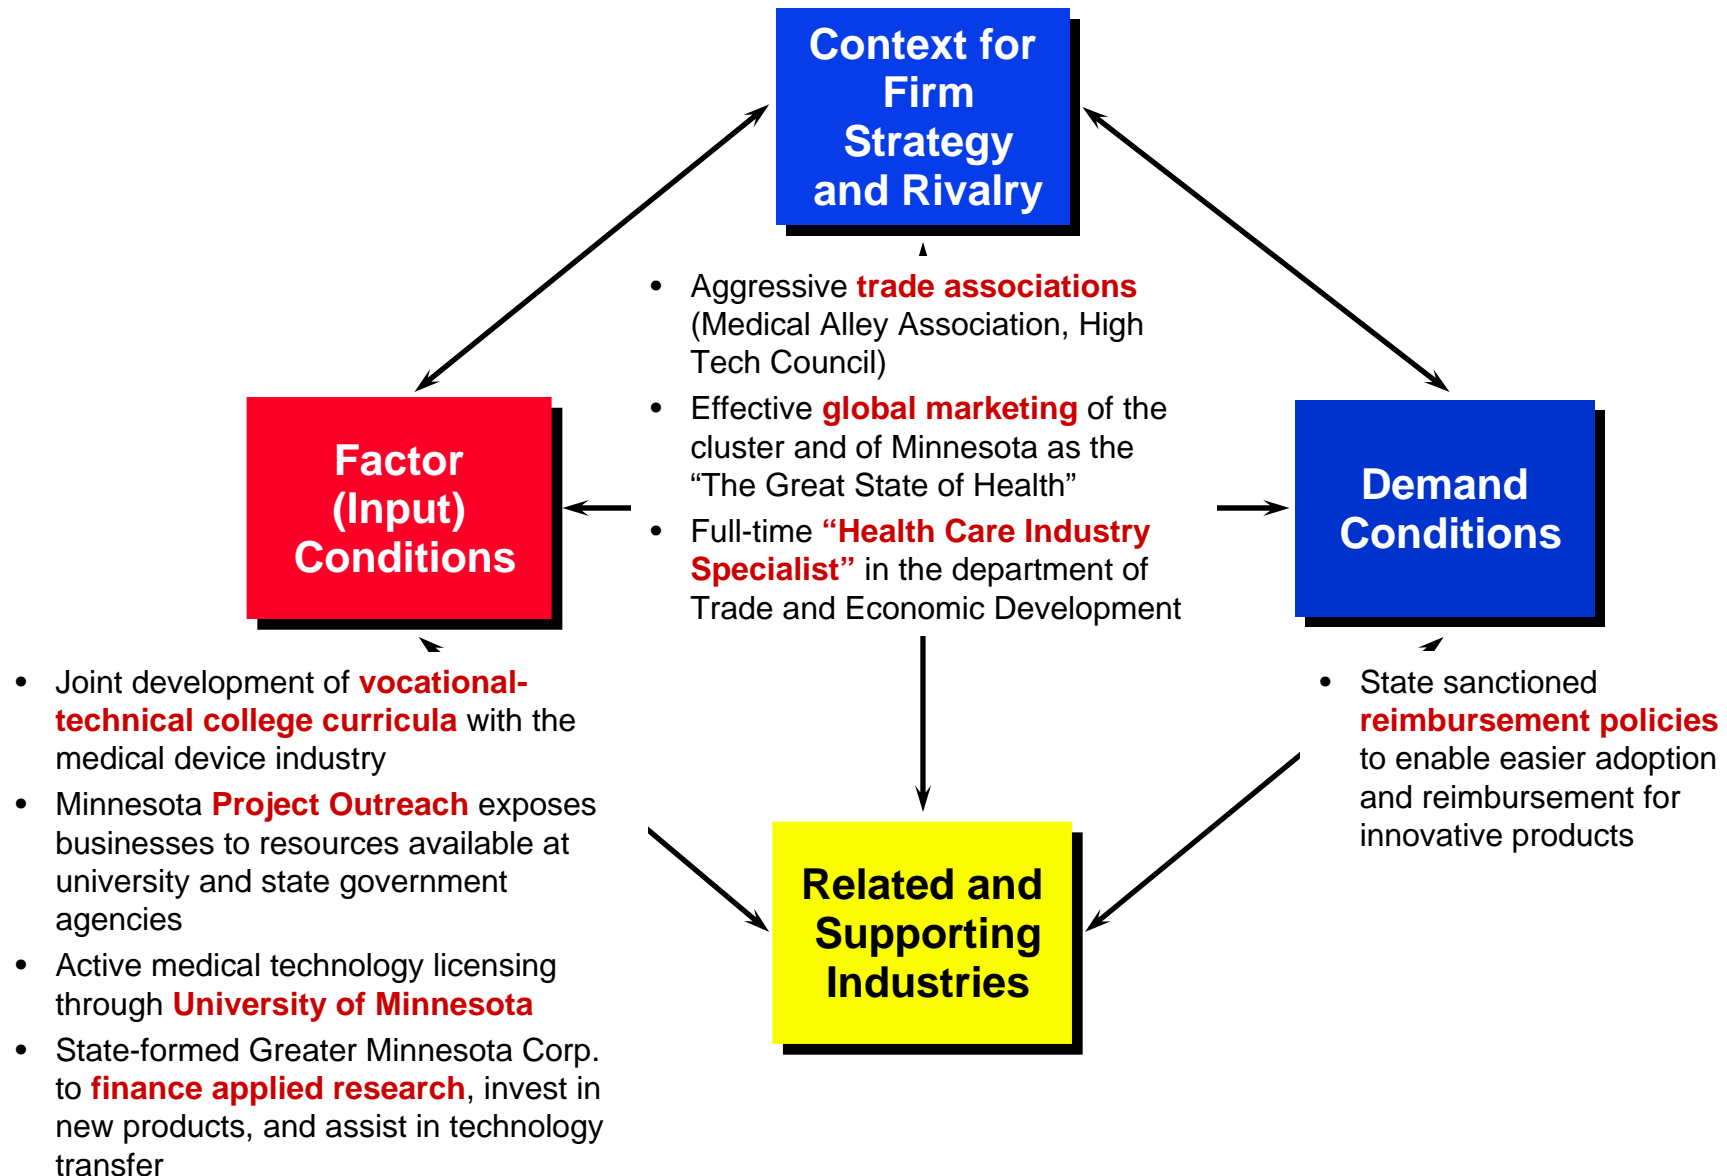 Context for
Firm
Strategy
and Rivalry
• Aggressive trade associations
(Medical Alley Association, High
Tech Council)
• Effective global marketing of the
cluster and of Minnesota as the
“The Great State of Health”
• Full-time “Health Care Industry
Specialist” in the department of
Trade and Economic Development
Factor
(Input)
Conditions
Demand
Conditions
• Joint development of vocational-
technical college curricula with the
medical device industry
• Minnesota Project Outreach exposes
businesses to resources available at
university and state government
agencies
• Active medical technology licensing
through University of Minnesota
• State-formed Greater Minnesota Corp.
to finance applied research, invest in
new products, and assist in technology
transfer
• State sanctioned
reimbursement policies
to enable easier adoption
and reimbursement for
innovative products
Related and
Supporting
Industries